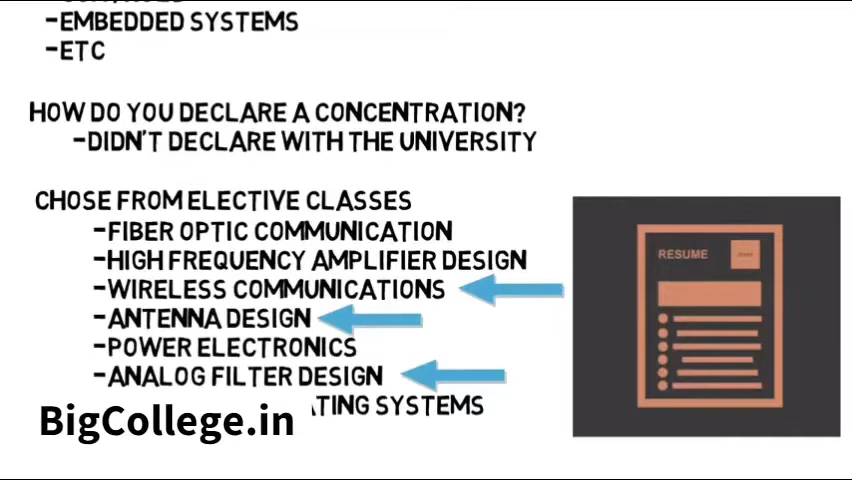 -EMBEDDED SYSTEMS
-ETC
HOW DO YOU DECLARE A CONCENTRATION?
-DIDN'T DECLARE WITH THE UNIVERSITY
CHOSE FROM ELECTIVE CLASSES
-FIBER OPTIC COMMUNICATION
-HIGH FREQUENCY AMPLIFIER DESIGN
-WIRELESS COMMUNICATIONS
-ANTENNA DESIGN
-POWER ELECTRONICS
-ANALOG FILTER DESIGN
SYSTEMS
BigCollege.in
RESUME